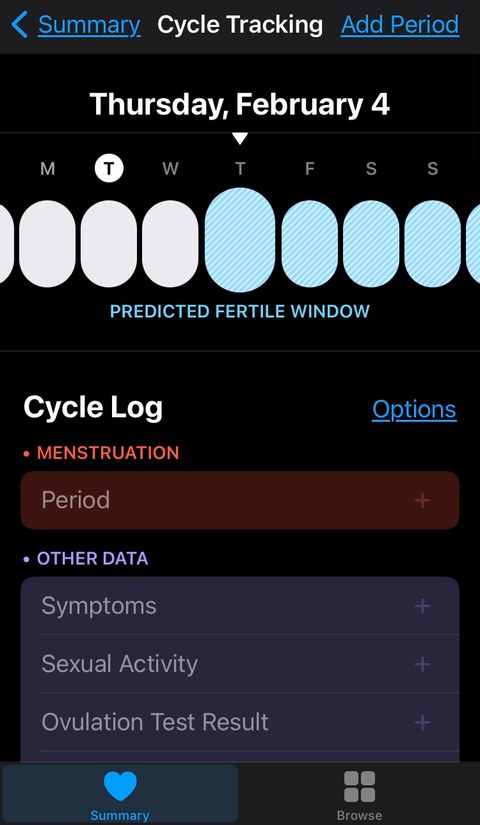 Summary Cycle Tracking Add Period
Thursday, February 4
M T W T F S S
PREDICTED FERTILE WINDOW
Cycle Log Options
• MENSTRUATION
Period +
• OTHER DATA
Symptoms +
Sexual Activity +
Ovulation Test Result +
Summary Browse